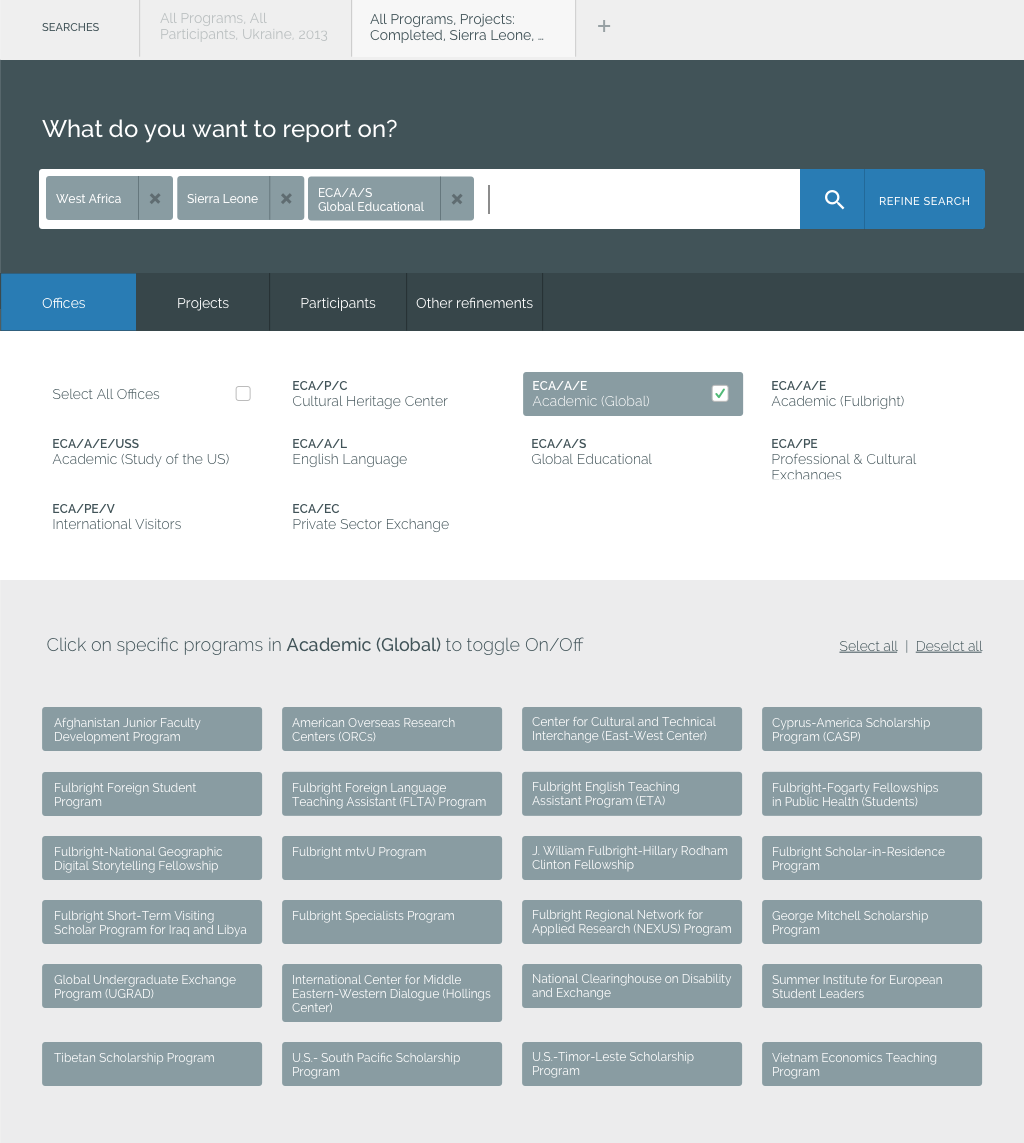 SEARCHES
All Programs, All
Participants, Ukraine, 2013
All Programs, Projects:
Completed, Sierra Leone, ...
+
What do you want to report on?
West Africa
Sierra Leone
ECA/A/S
Global Educational
REFINE SEARCH
Offices
Projects
Participants
Other refinements
Select All Offices
ECA/P/C
Cultural Heritage Center
ECA/A/E
Academic (Global)
ECA/A/E
Academic (Fulbright)
ECA/A/E/USS
Academic (Study of the US)
ECA/A/L
English Language
ECA/A/S
Global Educational
ECA/PE
Professional & Cultural
Exchanges
ECA/PE/V
International Visitors
ECA/EC
Private Sector Exchange
Click on specific programs in Academic (Global) to toggle On/Off
Select all | Deselct all
Afghanistan Junior Faculty
Development Program
American Overseas Research
Centers (ORCs)
Center for Cultural and Technical
Interchange (East-West Center)
Cyprus-America Scholarship
Program (CASP)
Fulbright Foreign Student
Program
Fulbright Foreign Language
Teaching Assistant (FLTA) Program
Fulbright English Teaching
Assistant Program (ETA)
Fulbright-Fogarty Fellowships
in Public Health (Students)
Fulbright-National Geographic
Digital Storytelling Fellowship
Fulbright mtvU Program
J. William Fulbright-Hillary Rodham
Clinton Fellowship
Fulbright Scholar-in-Residence
Program
Fulbright Short-Term Visiting
Scholar Program for Iraq and Libya
Fulbright Specialists Program
Fulbright Regional Network for
Applied Research (NEXUS) Program
George Mitchell Scholarship
Program
Global Undergraduate Exchange
Program (UGRAD)
International Center for Middle
Eastern-Western Dialogue (Hollings
Center)
National Clearinghouse on Disability
and Exchange
Summer Institute for European
Student Leaders
Tibetan Scholarship Program
U.S.- South Pacific Scholarship
Program
U.S.-Timor-Leste Scholarship
Program
Vietnam Economics Teaching
Program